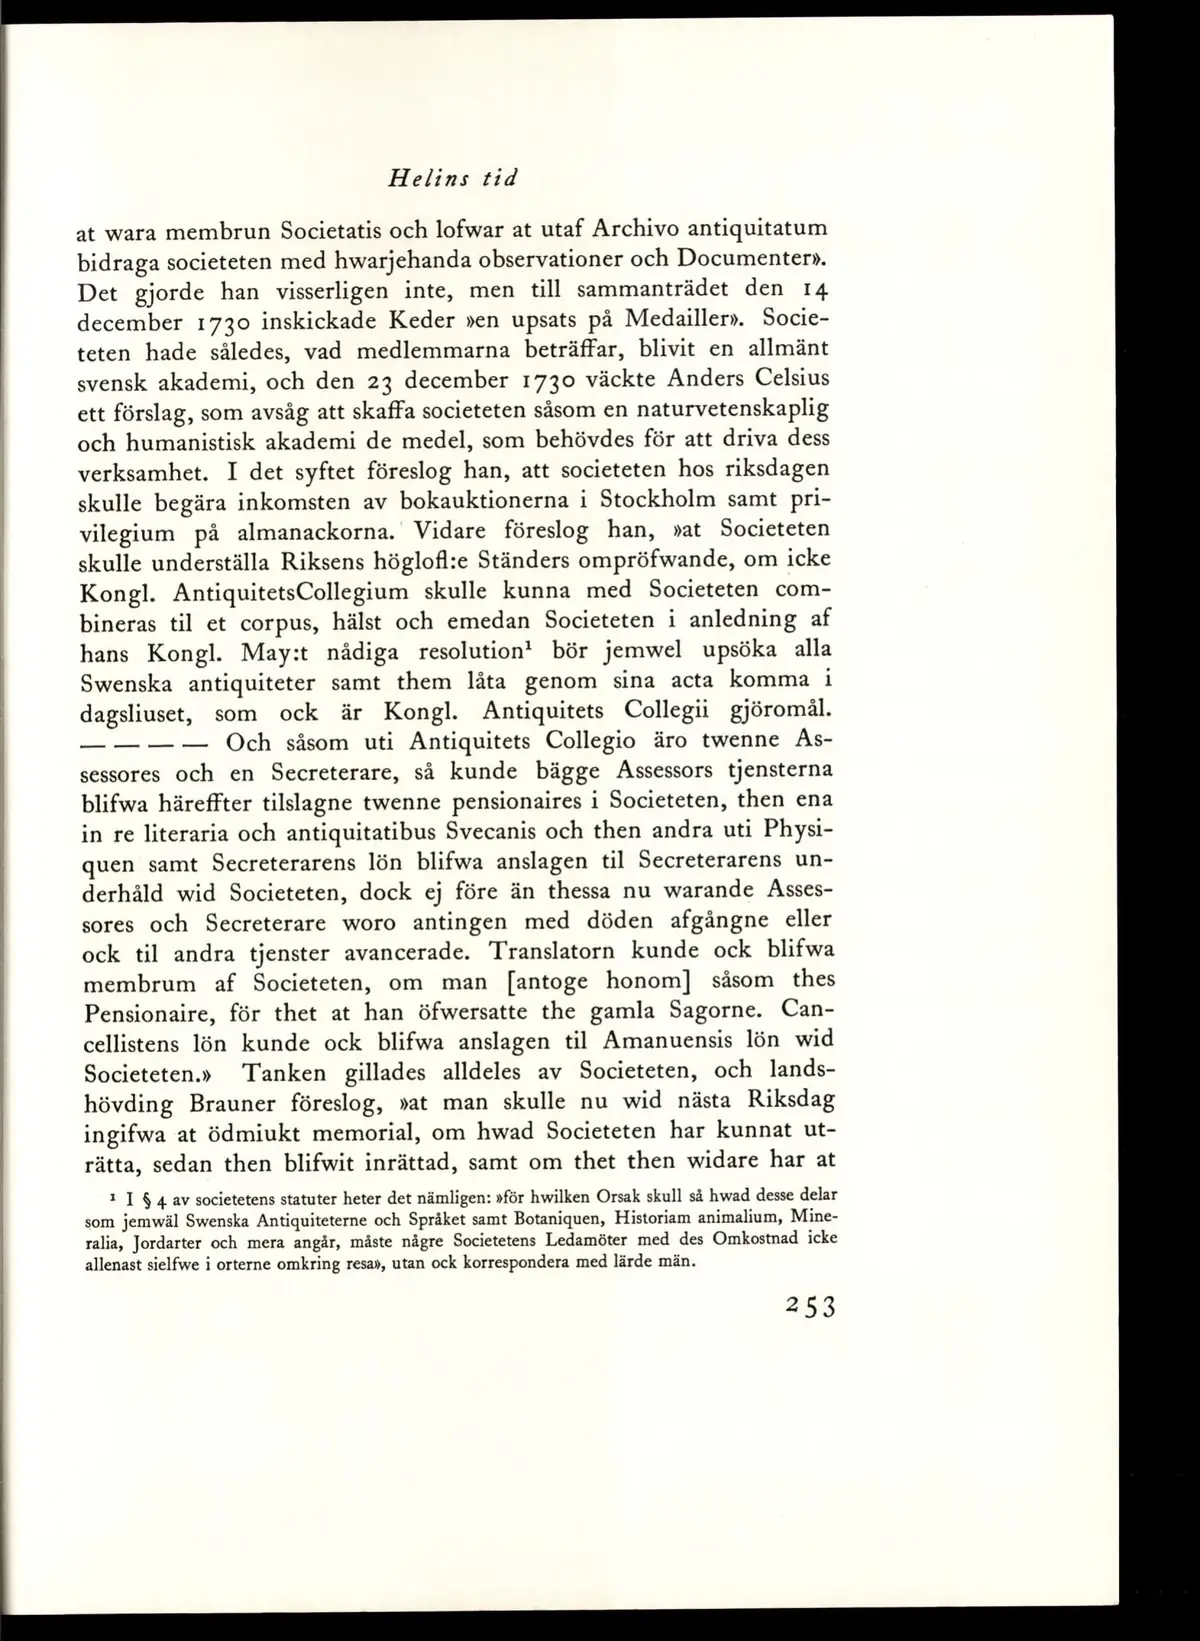 Helins tid
at wara membrun Societatis och lofwar at utaf Archivo antiquitatum
bidraga societeten med hwarjehanda observationer och Documenter».
Det gjorde han visserligen inte, men till sammanträdet den 14
december 1730 inskickade Keder »en upsats på Medailler». Socie-
teten hade således, vad medlemmarna beträffar, blivit en allmänt
svensk akademi, och den 23 december 1730 väckte Anders Celsius
ett förslag, som avsåg att skaffa societeten såsom en naturvetenskaplig
och humanistisk akademi de medel, som behövdes för att driva dess
verksamhet. I det syftet föreslog han, att societeten hos riksdagen
skulle begära inkomsten av bokauktionerna i Stockholm samt pri-
vilegium på almanackorna. Vidare föreslog han, »at Societeten
skulle underställa Riksens höglofl:e Ständers ompröfwande, om icke
Kongl. AntiquitetsCollegium skulle kunna med Societeten com-
bineras til et corpus, hälst och emedan Societeten i anledning af
hans Kongl. May:t nådiga resolution¹ bör jemwel upsöka alla
Swenska antiquiteter samt them låta genom sina acta komma i
dagsliuset, som ock är Kongl. Antiquitets Collegii gjöromål.
— — — — Och såsom uti Antiquitets Collegio äro twenne As-
sessores och en Secreterare, så kunde bägge Assessors tjensterna
blifwa häreffter tilslagne twenne pensionaires i Societeten, then ena
in re literaria och antiquitatibus Svecanis och then andra uti Physi-
quen samt Secreterarens lön blifwa anslagen til Secreterarens un-
derhåld wid Societeten, dock ej före än thessa nu warande Asses-
sores och Secreterare woro antingen med döden afgångne eller
ock til andra tjenster avancerade. Translatorn kunde ock blifwa
membrum af Societeten, om man [antoge honom] såsom thes
Pensionaire, för thet at han öfwersatte the gamla Sagorne. Can-
cellistens lön kunde ock blifwa anslagen til Amanuensis lön wid
Societeten.» Tanken gillades alldeles av Societeten, och lands-
hövding Brauner föreslog, »at man skulle nu wid nästa Riksdag
ingifwa at ödmiukt memorial, om hwad Societeten har kunnat ut-
rätta, sedan then blifwit inrättad, samt om thet then widare har at
¹ I § 4 av societetens statuter heter det nämligen: »för hwilken Orsak skull så hwad desse delar
som jemwäl Swenska Antiquiteterne och Språket samt Botaniquen, Historiam animalium, Mine-
ralia, Jordarter och mera angår, måste någre Societetens Ledamöter med des Omkostnad icke
allenast sielfwe i orterne omkring resa», utan ock korrespondera med lärde män.
253